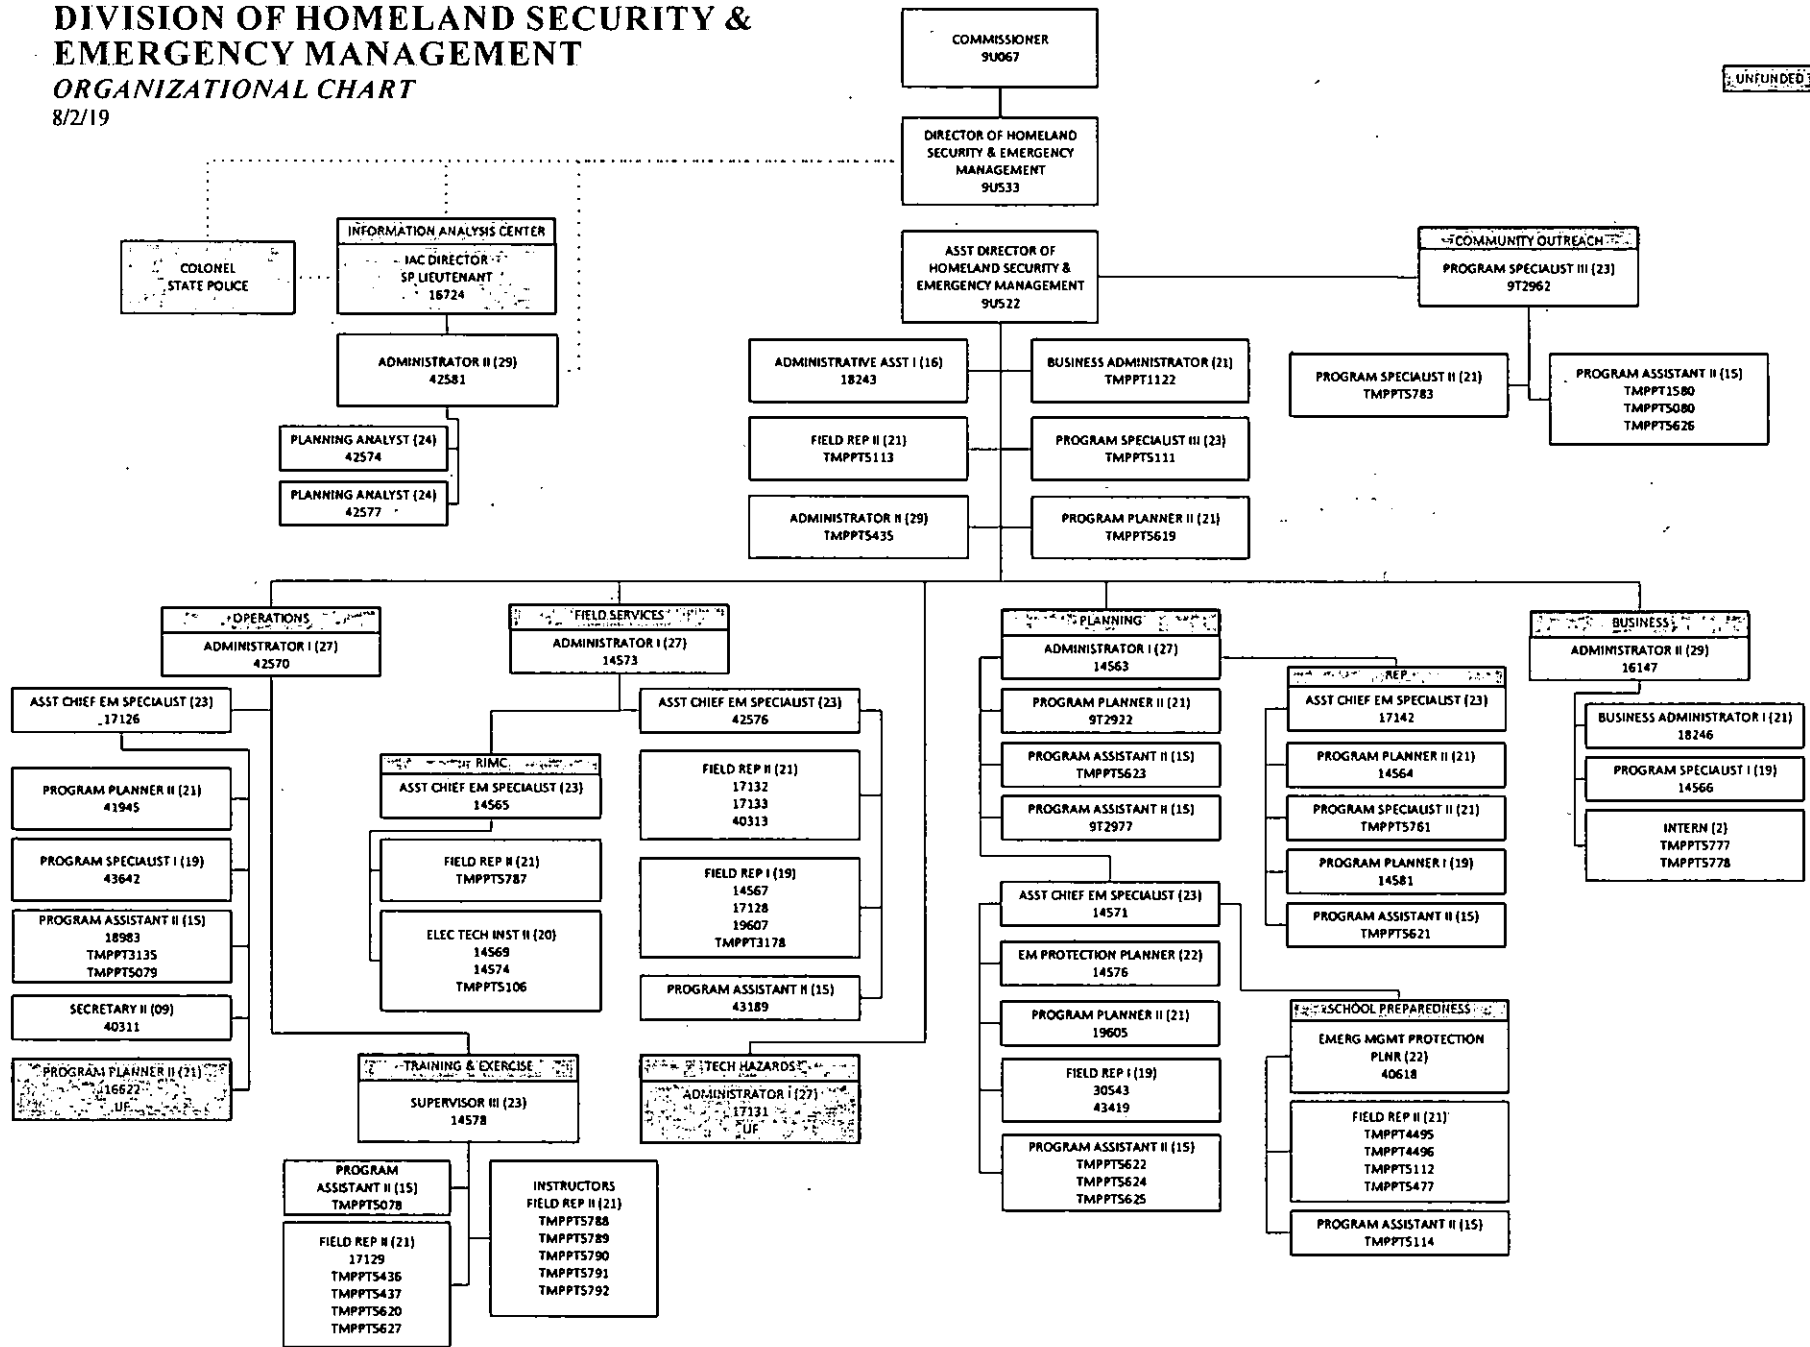 DIVISION OF HOMELAND SECURITY &
EMERGENCY MANAGEMENT
ORGANIZATIONAL CHART
8/2/19
UNFUNDED
COMMISSIONER
9U067
DIRECTOR OF HOMELAND
SECURITY & EMERGENCY
MANAGEMENT
9U533
COLONEL
STATE POLICE
INFORMATION ANALYSIS CENTER
IAC DIRECTOR
SP LIEUTENANT
16724
ADMINISTRATOR II (29)
42581
PLANNING ANALYST (24)
42574
PLANNING ANALYST (24)
42577
ASST DIRECTOR OF
HOMELAND SECURITY &
EMERGENCY MANAGEMENT
9U522
COMMUNITY OUTREACH
PROGRAM SPECIALIST III (23)
9T2962
PROGRAM SPECIALIST II (21)
TMPPT5783
PROGRAM ASSISTANT II (15)
TMPPT1580
TMPPT5080
TMPPT5626
ADMINISTRATIVE ASST I (16)
18243
BUSINESS ADMINISTRATOR (21)
TMPPT1122
FIELD REP II (21)
TMPPT5113
PROGRAM SPECIALIST III (23)
TMPPT5111
ADMINISTRATOR II (29)
TMPPT5435
PROGRAM PLANNER II (21)
TMPPT5619
OPERATIONS
ADMINISTRATOR I (27)
42570
ASST CHIEF EM SPECIALIST (23)
17126
PROGRAM PLANNER II (21)
41945
PROGRAM SPECIALIST I (19)
43642
PROGRAM ASSISTANT II (15)
18983
TMPPT3135
TMPPT5079
SECRETARY II (09)
40311
PROGRAM PLANNER II (21)
16622
UF
TRAINING & EXERCISE
SUPERVISOR III (23)
14578
PROGRAM
ASSISTANT II (15)
TMPPT5078
FIELD REP II (21)
17129
TMPPT5436
TMPPT5437
TMPPT5620
TMPPT5627
INSTRUCTORS
FIELD REP II (21)
TMPPT5788
TMPPT5789
TMPPT5790
TMPPT5791
TMPPT5792
FIELD SERVICES
ADMINISTRATOR I (27)
14573
RIMC
ASST CHIEF EM SPECIALIST (23)
14565
FIELD REP II (21)
TMPPT5787
ELEC TECH INST II (20)
14569
14574
TMPPT5106
ASST CHIEF EM SPECIALIST (23)
42576
FIELD REP II (21)
17132
17133
40313
FIELD REP I (19)
14567
17128
19607
TMPPT3178
PROGRAM ASSISTANT II (15)
43189
TECH HAZARDS
ADMINISTRATOR I (27)
17131
UF
PLANNING
ADMINISTRATOR I (27)
14563
PROGRAM PLANNER II (21)
9T2922
PROGRAM ASSISTANT II (15)
TMPPT5623
PROGRAM ASSISTANT II (15)
9T2977
ASST CHIEF EM SPECIALIST (23)
14571
EM PROTECTION PLANNER (22)
14576
PROGRAM PLANNER II (21)
19605
FIELD REP I (19)
30543
43419
PROGRAM ASSISTANT II (15)
TMPPT5622
TMPPT5624
TMPPT5625
REP
ASST CHIEF EM SPECIALIST (23)
17142
PROGRAM PLANNER II (21)
14564
PROGRAM SPECIALIST II (21)
TMPPT5761
PROGRAM PLANNER I (19)
14581
PROGRAM ASSISTANT II (15)
TMPPT5621
SCHOOL PREPAREDNESS
EMERG MGMT PROTECTION
PLNR (22)
40618
FIELD REP II (21)
TMPPT4495
TMPPT4496
TMPPT5112
TMPPT5477
PROGRAM ASSISTANT II (15)
TMPPT5114
BUSINESS
ADMINISTRATOR II (29)
16147
BUSINESS ADMINISTRATOR I (21)
18246
PROGRAM SPECIALIST I (19)
14566
INTERN (2)
TMPPT5777
TMPPT5778